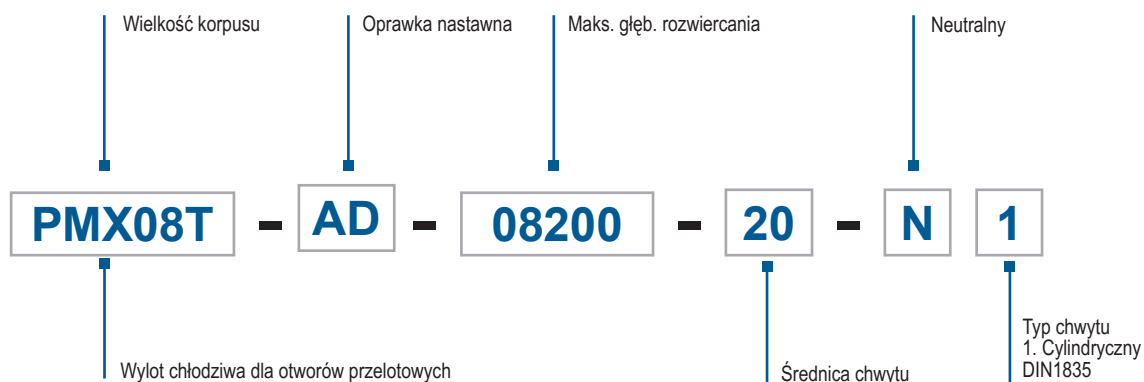 Wielkość korpusu
Oprawka nastawna
Maks. głęb. rozwiercania
Neutralny
PMX08T - AD - 08200 - 20 - N 1
Wylot chłodziwa dla otworów przelotowych
Średnica chwytu
Typ chwytu
1. Cylindryczny
DIN1835